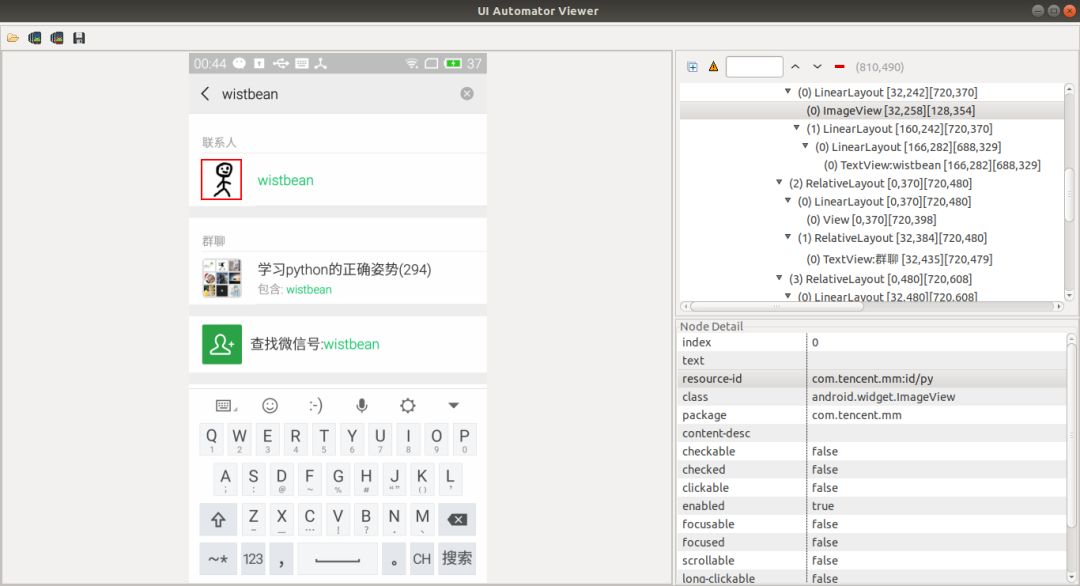 UI Automator Viewer
(810,490)
00:44
37
wistbean
联系人
wistbean
群聊
学习python的正确姿势(294)
包含: wistbean
查找微信号:wistbean
:-)
Q W E R T Y U I O P
1 2 3 4 5 6 7 8 9 0
A S D F G H J K L
; : @ ~ % # “” () ’
Z X C V B N M
– __ … ! ? . 、
~* 123 , 。 CH 搜索
(0) LinearLayout [32,242][720,370]
(0) ImageView [32,258][128,354]
(1) LinearLayout [160,242][720,370]
(0) LinearLayout [166,282][688,329]
(0) TextView:wistbean [166,282][688,329]
(2) RelativeLayout [0,370][720,480]
(0) LinearLayout [0,370][720,480]
(0) View [0,370][720,398]
(1) RelativeLayout [32,384][720,480]
(0) TextView:群聊 [32,435][720,479]
(3) RelativeLayout [0,480][720,608]
(0) LinearLayout [32,480][720,608]
Node Detail
index 0
text
resource-id com.tencent.mm:id/py
class android.widget.ImageView
package com.tencent.mm
content-desc
checkable false
checked false
clickable false
enabled true
focusable false
focused false
scrollable false
long-clickable false